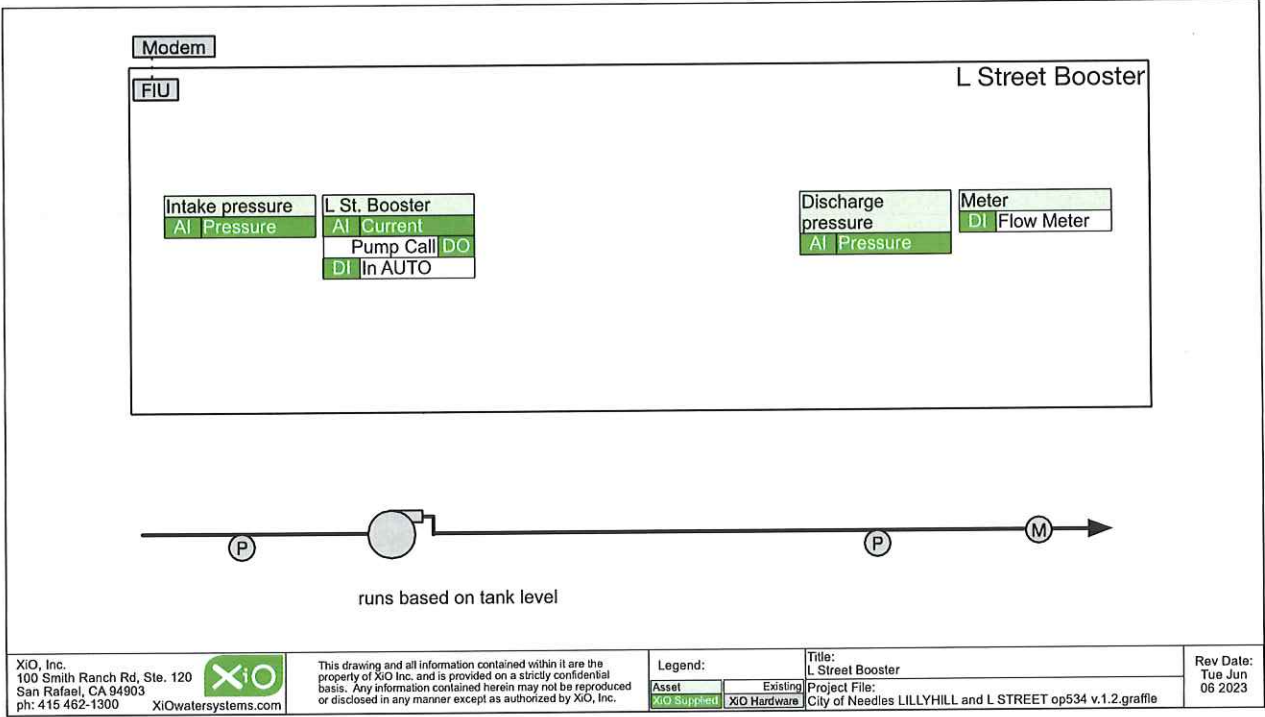 Modem
FIU
L Street Booster
Intake pressure
AI Pressure
L St. Booster
AI Current
Pump Call DO
DI In AUTO
Discharge
pressure
AI Pressure
Meter
DI Flow Meter
P
P
M
runs based on tank level
XiO, Inc.
100 Smith Ranch Rd, Ste. 120
San Rafael, CA 94903
ph: 415 462-1300 XiOwatersystems.com
XiO
This drawing and all information contained within it are the
property of XiO Inc. and is provided on a strictly confidential
basis. Any information contained herein may not be reproduced
or disclosed in any manner except as authorized by XiO, Inc.
Legend:
Asset Existing
XiO Supplied XiO Hardware
Title:
L Street Booster
Project File:
City of Needles LILLYHILL and L STREET op534 v.1.2.graffle
Rev Date:
Tue Jun
06 2023